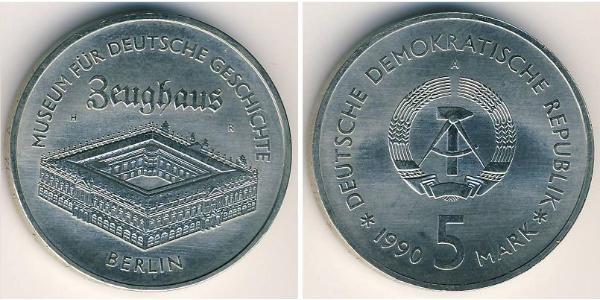 MUSEUM FÜR DEUTSCHE GESCHICHTE
Zeughaus
H R
BERLIN
DEUTSCHE DEMOKRATISCHE REPUBLIK
A
* 1990 5 MARK *